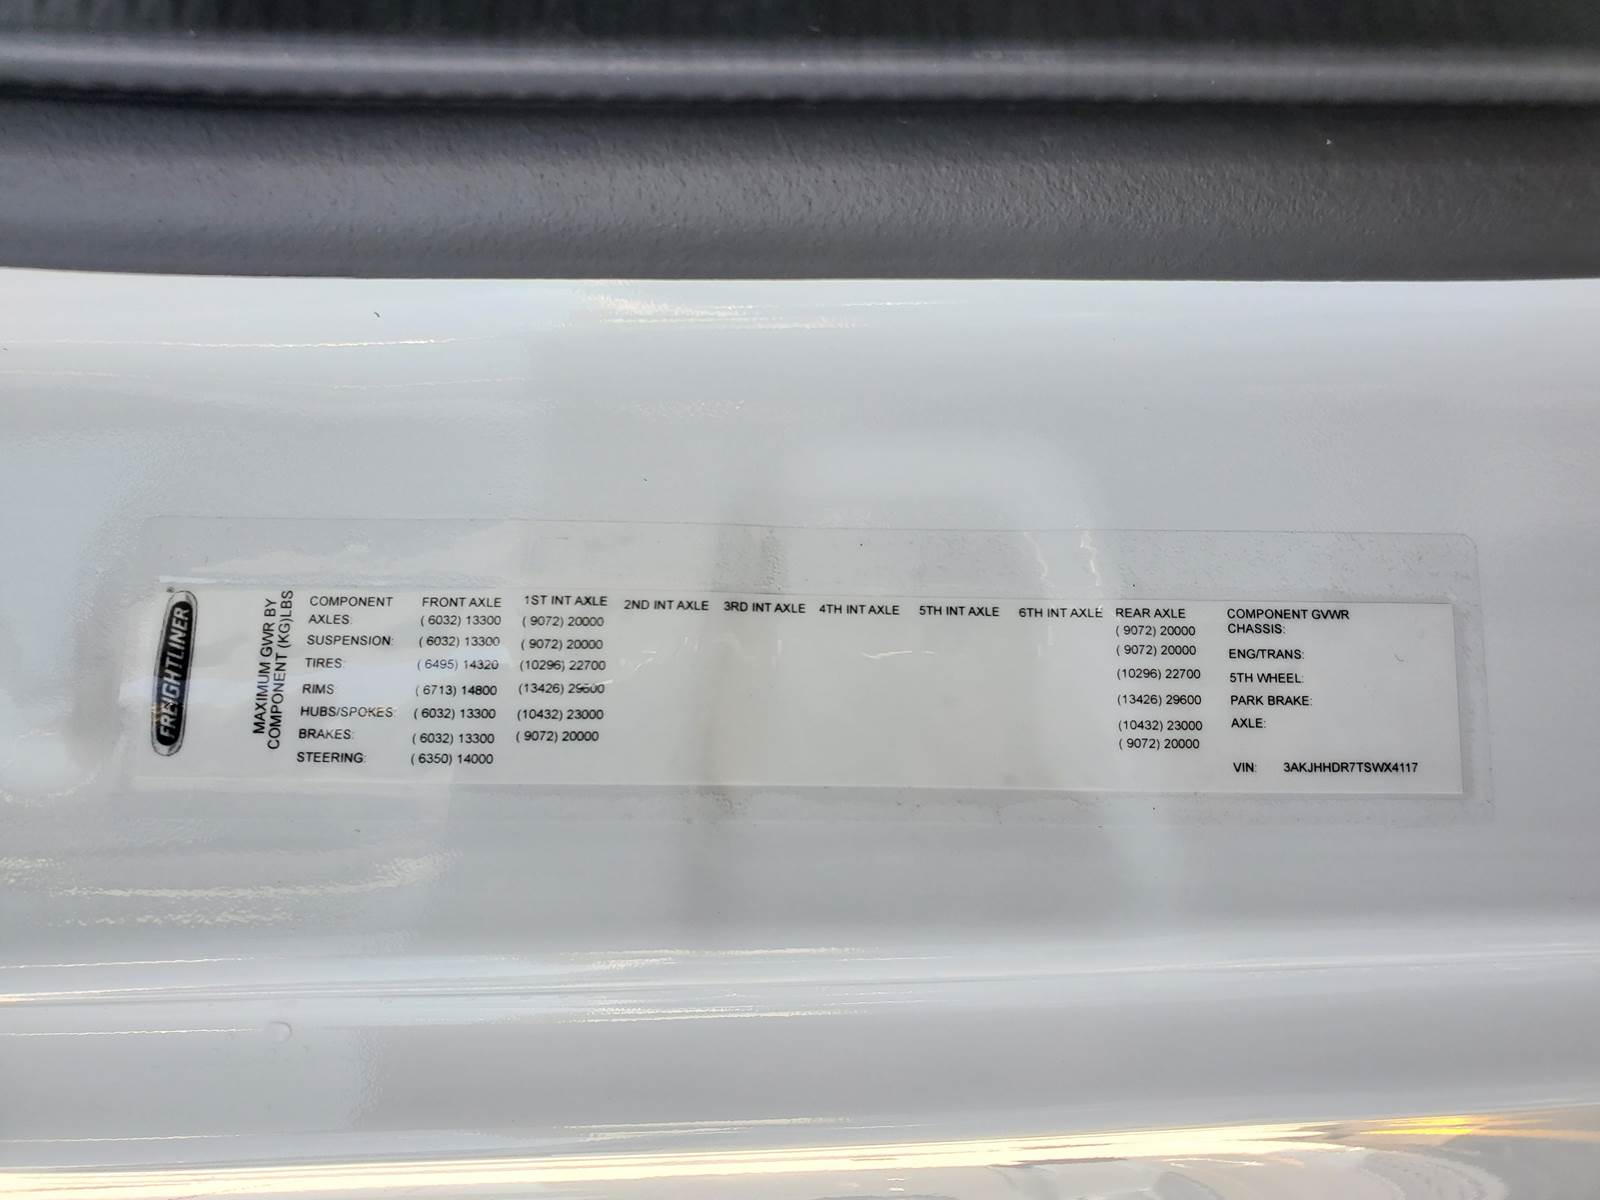 FREIGHTLINER
MAXIMUM GWR BY
COMPONENT (KG)LBS
COMPONENT FRONT AXLE 1ST INT AXLE 2ND INT AXLE 3RD INT AXLE 4TH INT AXLE 5TH INT AXLE 6TH INT AXLE REAR AXLE COMPONENT GVWR
AXLES: ( 6032) 13300 ( 9072) 20000 ( 9072) 20000 CHASSIS:
SUSPENSION: ( 6032) 13300 ( 9072) 20000 ( 9072) 20000 ENG/TRANS:
TIRES: ( 6495) 14320 (10296) 22700 (10296) 22700 5TH WHEEL:
RIMS: ( 6713) 14800 (13426) 29600 (13426) 29600 PARK BRAKE:
HUBS/SPOKES: ( 6032) 13300 (10432) 23000 (10432) 23000 AXLE:
BRAKES: ( 6032) 13300 ( 9072) 20000 ( 9072) 20000
STEERING: ( 6350) 14000 VIN: 3AKJHHDR7TSWX4117